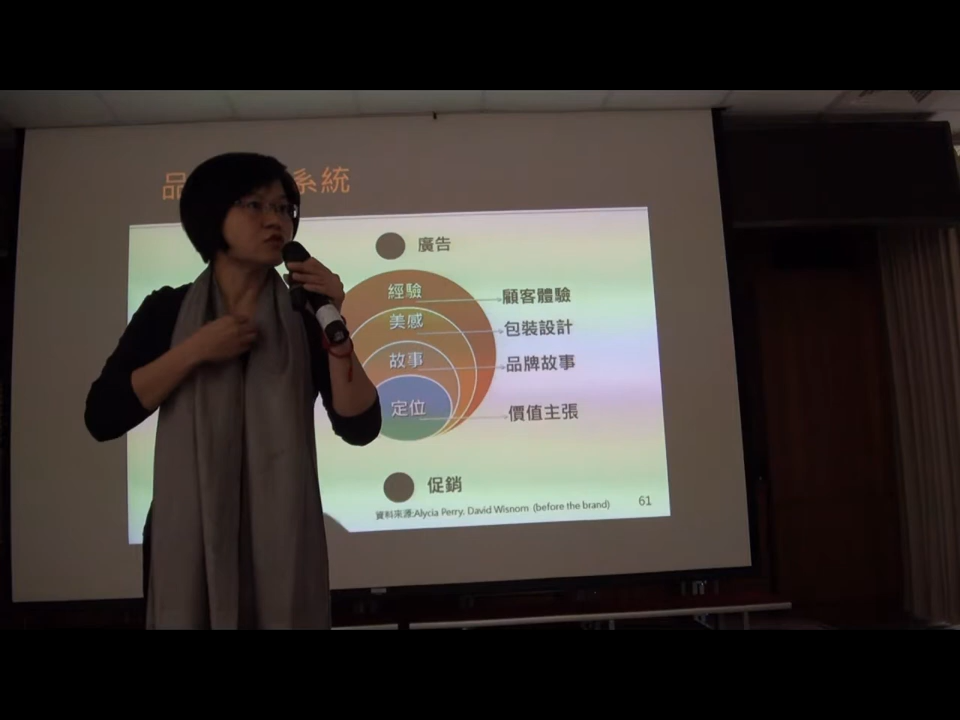 品 系統
廣告
經驗 顧客體驗
美感 包裝設計
故事 品牌故事
定位 價值主張
促銷
資料來源:Alycia Perry. David Wisnom (before the brand) 61